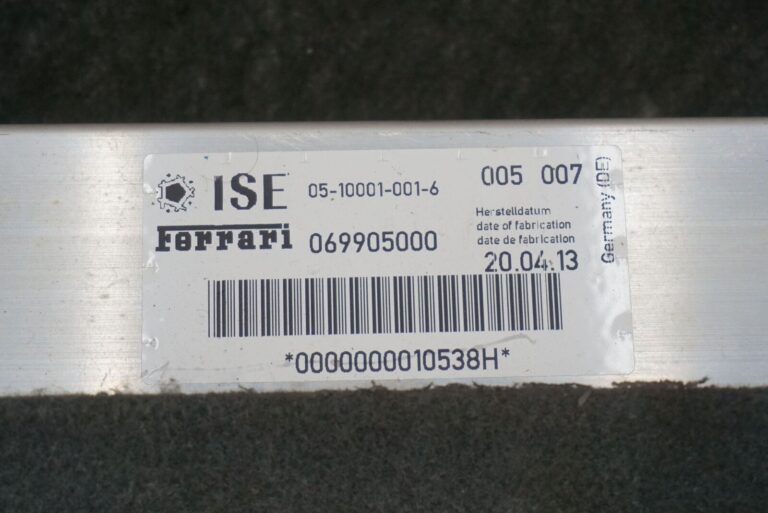 ISE 05-10001-001-6 005 007
Ferrari 069905000
Herstelldatum
date of fabrication
date de fabrication
20.04.13
Germany (DE)
*0000000010538H*